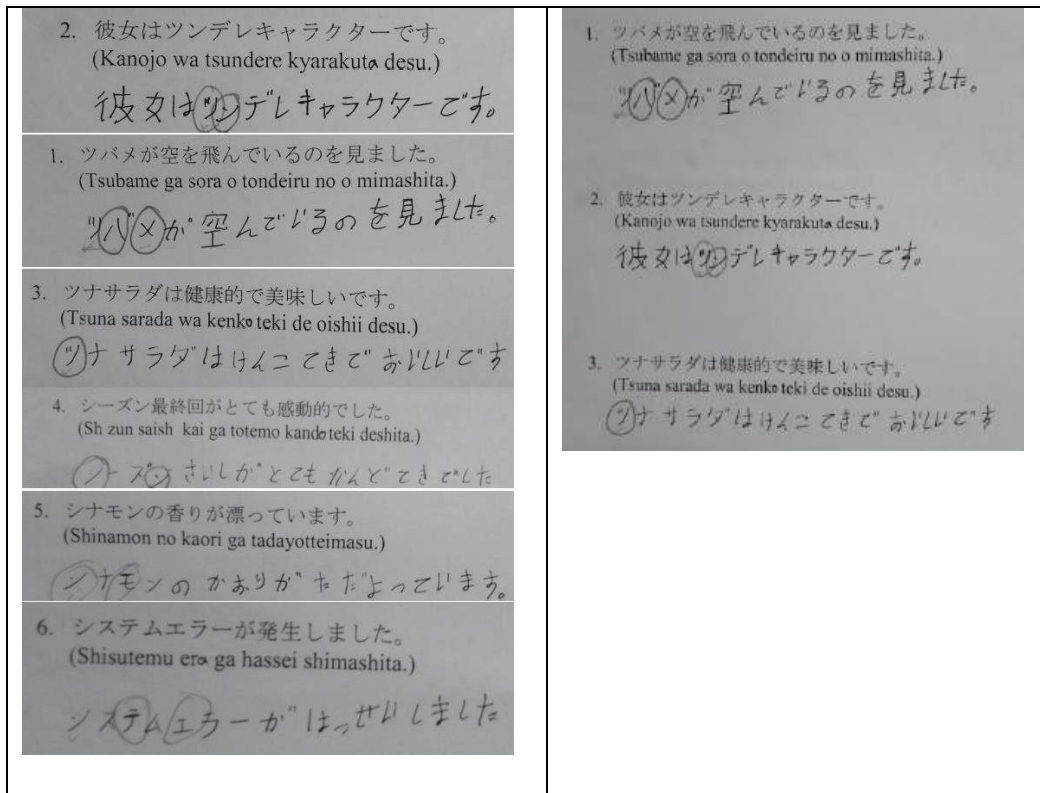 2. 彼女はツンデレキャラクターです。
(Kanojo wa tsundere kyarakuta desu.)
彼女はツンデレキャラクターです。
1. ツバメが空を飛んでいるのを見ました。
(Tsubame ga sora o tondeiru no o mimashita.)
ツバメが空んでいるのを見ました。
3. ツナサラダは健康的で美味しいです。
(Tsuna sarada wa kenko teki de oishii desu.)
ツナサラダはけんこてきでおいしいです
4. シーズン最終回がとても感動的でした。
(Sh zun saish kai ga totemo kando teki deshita.)
シーズンさいしがとてもかんどてきでした
5. シナモンの香りが漂っています。
(Shinamon no kaori ga tadayotteimasu.)
シナモンのかおりがただよっています。
6. システムエラーが発生しました。
(Shisutemu era ga hassei shimashita.)
システムエラーがはっせいしました
1. ツバメが空を飛んでいるのを見ました。
(Tsubame ga sora o tondeiru no o mimashita.)
ツバメが空んでいるのを見ました。
2. 彼女はツンデレキャラクターです。
(Kanojo wa tsundere kyarakuta desu.)
彼女はツンデレキャラクターです。
3. ツナサラダは健康的で美味しいです。
(Tsuna sarada wa kenko teki de oishii desu.)
ツナサラダはけんこてきでおいしいです